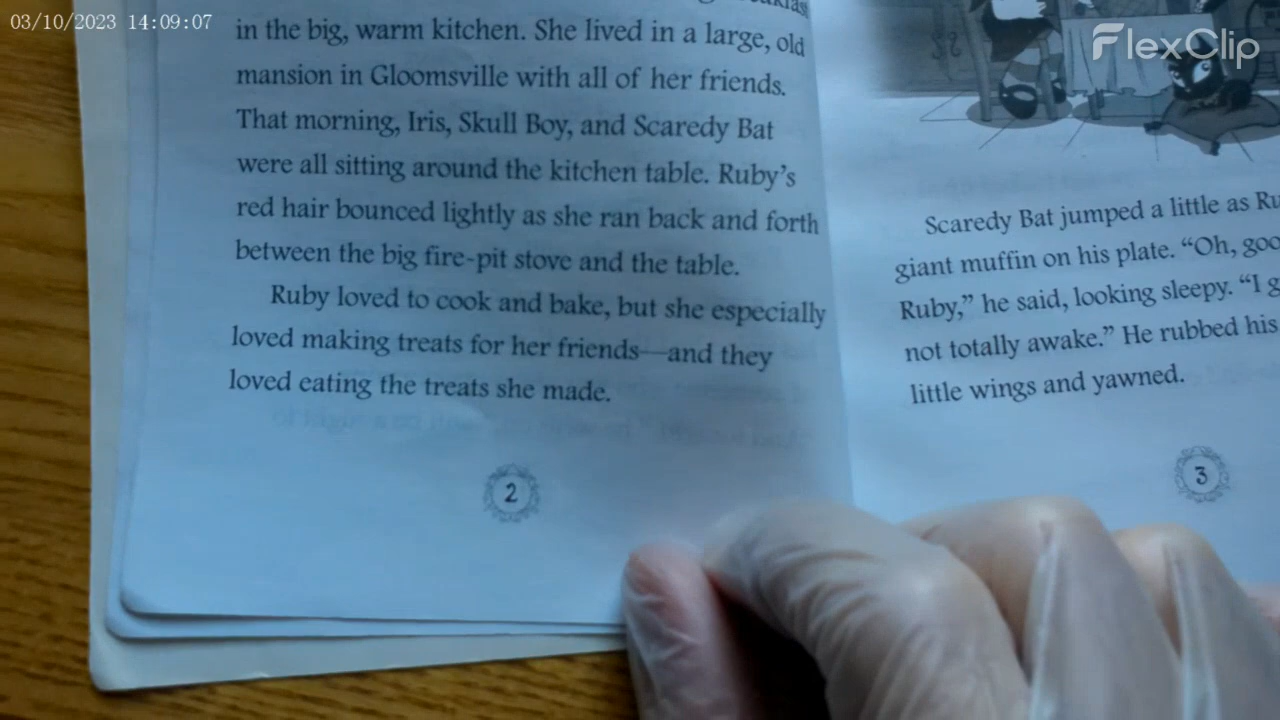 03/10/2023 14:09:07
FlexClip
in the big, warm kitchen. She lived in a large, old
mansion in Gloomsville with all of her friends.
That morning, Iris, Skull Boy, and Scaredy Bat
were all sitting around the kitchen table. Ruby's
red hair bounced lightly as she ran back and forth
between the big fire-pit stove and the table.
Ruby loved to cook and bake, but she especially
loved making treats for her friends—and they
loved eating the treats she made.
2
Scaredy Bat jumped a little as Ru
giant muffin on his plate. “Oh, goo
Ruby,” he said, looking sleepy. “I g
not totally awake.” He rubbed his
little wings and yawned.
3